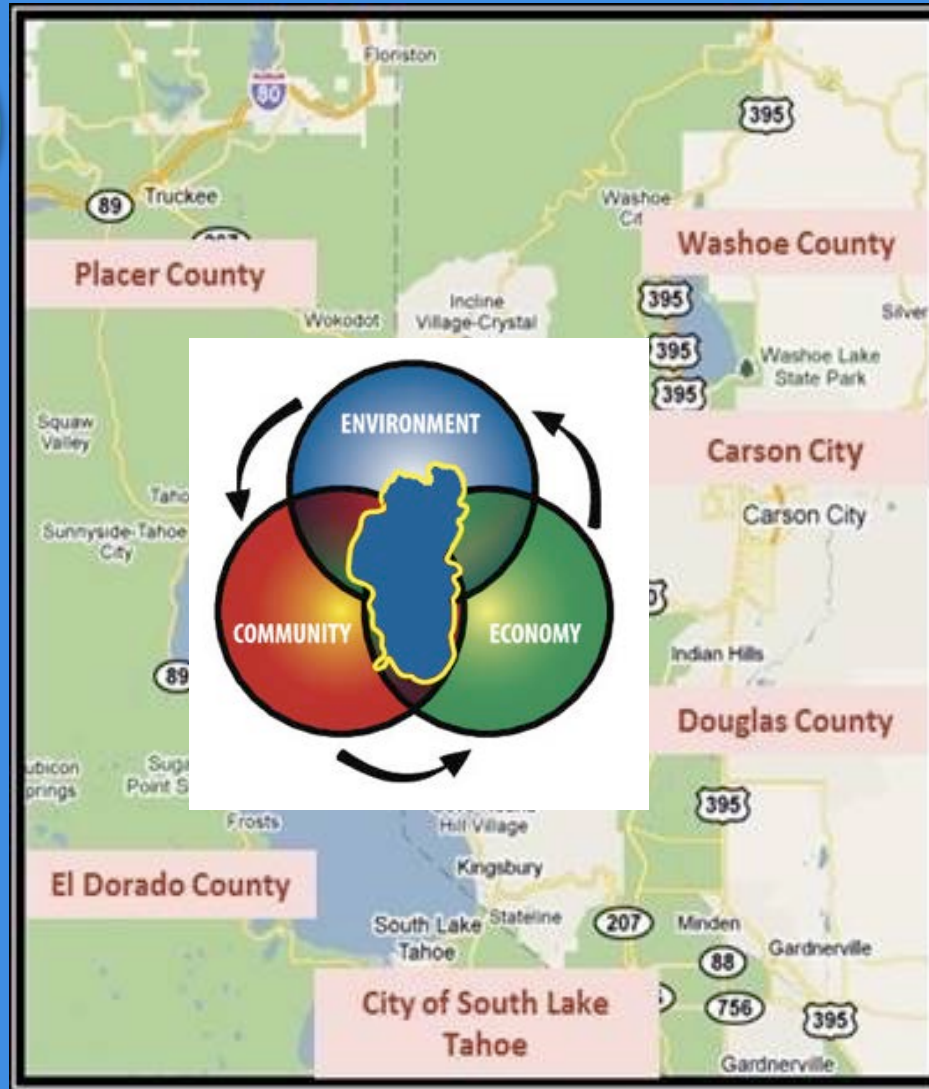 Floriston
80
395
89
Truckee
Washoe
Placer County
Washoe County
Wokodot
Incline
Village-Crystal
395
Silver
395
Washoe Lake
State Park
395
ENVIRONMENT
Squaw
Valley
Carson City
Carson City
Sunnyside-Tahoe
City
COMMUNITY
ECONOMY
Indian Hills
89
Douglas County
Point
395
Frosts
Hill Village
Kingsbury
El Dorado County
South Lake
Tahoe
Stateline
207
Minden
Gardnerville
88
City of South Lake
Tahoe
756
395
Gardnerville